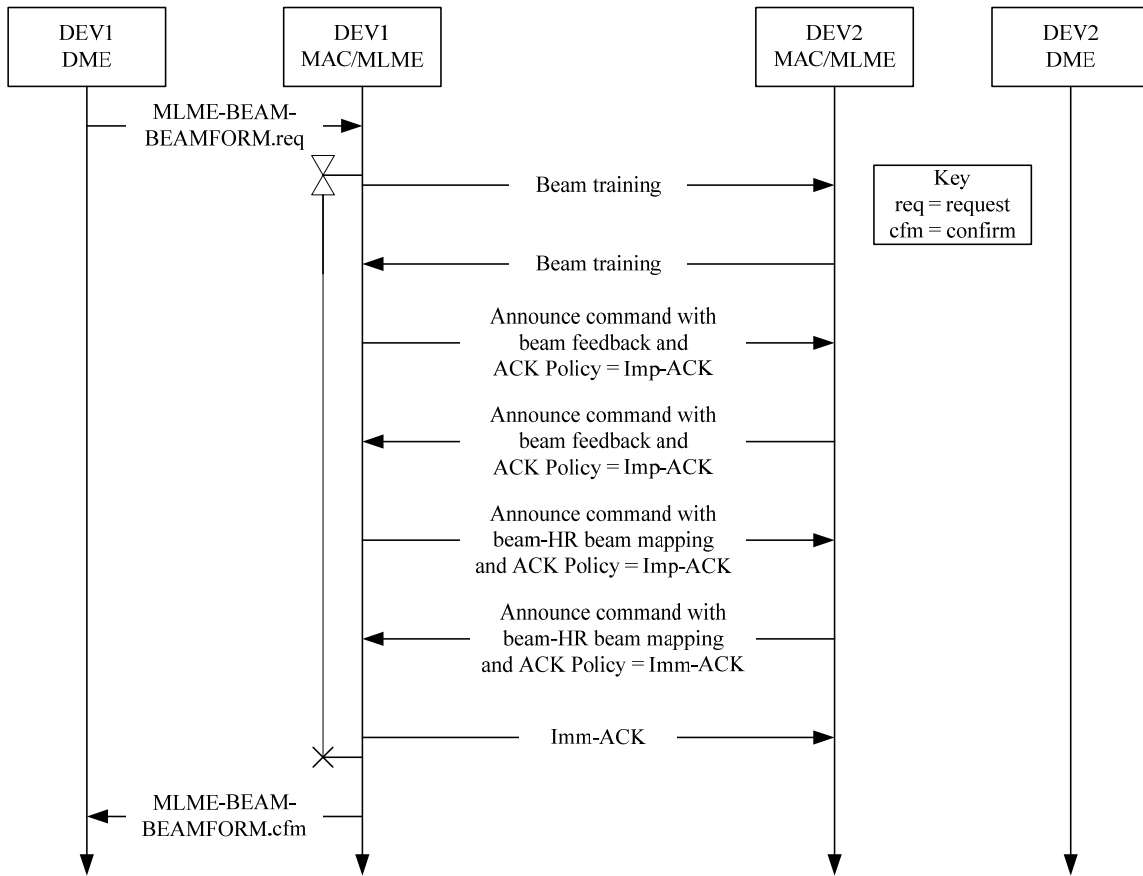 DEV1
DME
DEV1
MAC/MLME
DEV2
MAC/MLME
DEV2
DME
MLME-BEAM-
BEAMFORM.req
Beam training
Key
req = request
cfm = confirm
Beam training
Announce command with
beam feedback and
ACK Policy = Imp-ACK
Announce command with
beam feedback and
ACK Policy = Imp-ACK
Announce command with
beam-HR beam mapping
and ACK Policy = Imp-ACK
Announce command with
beam-HR beam mapping
and ACK Policy = Imm-ACK
Imm-ACK
MLME-BEAM-
BEAMFORM.cfm